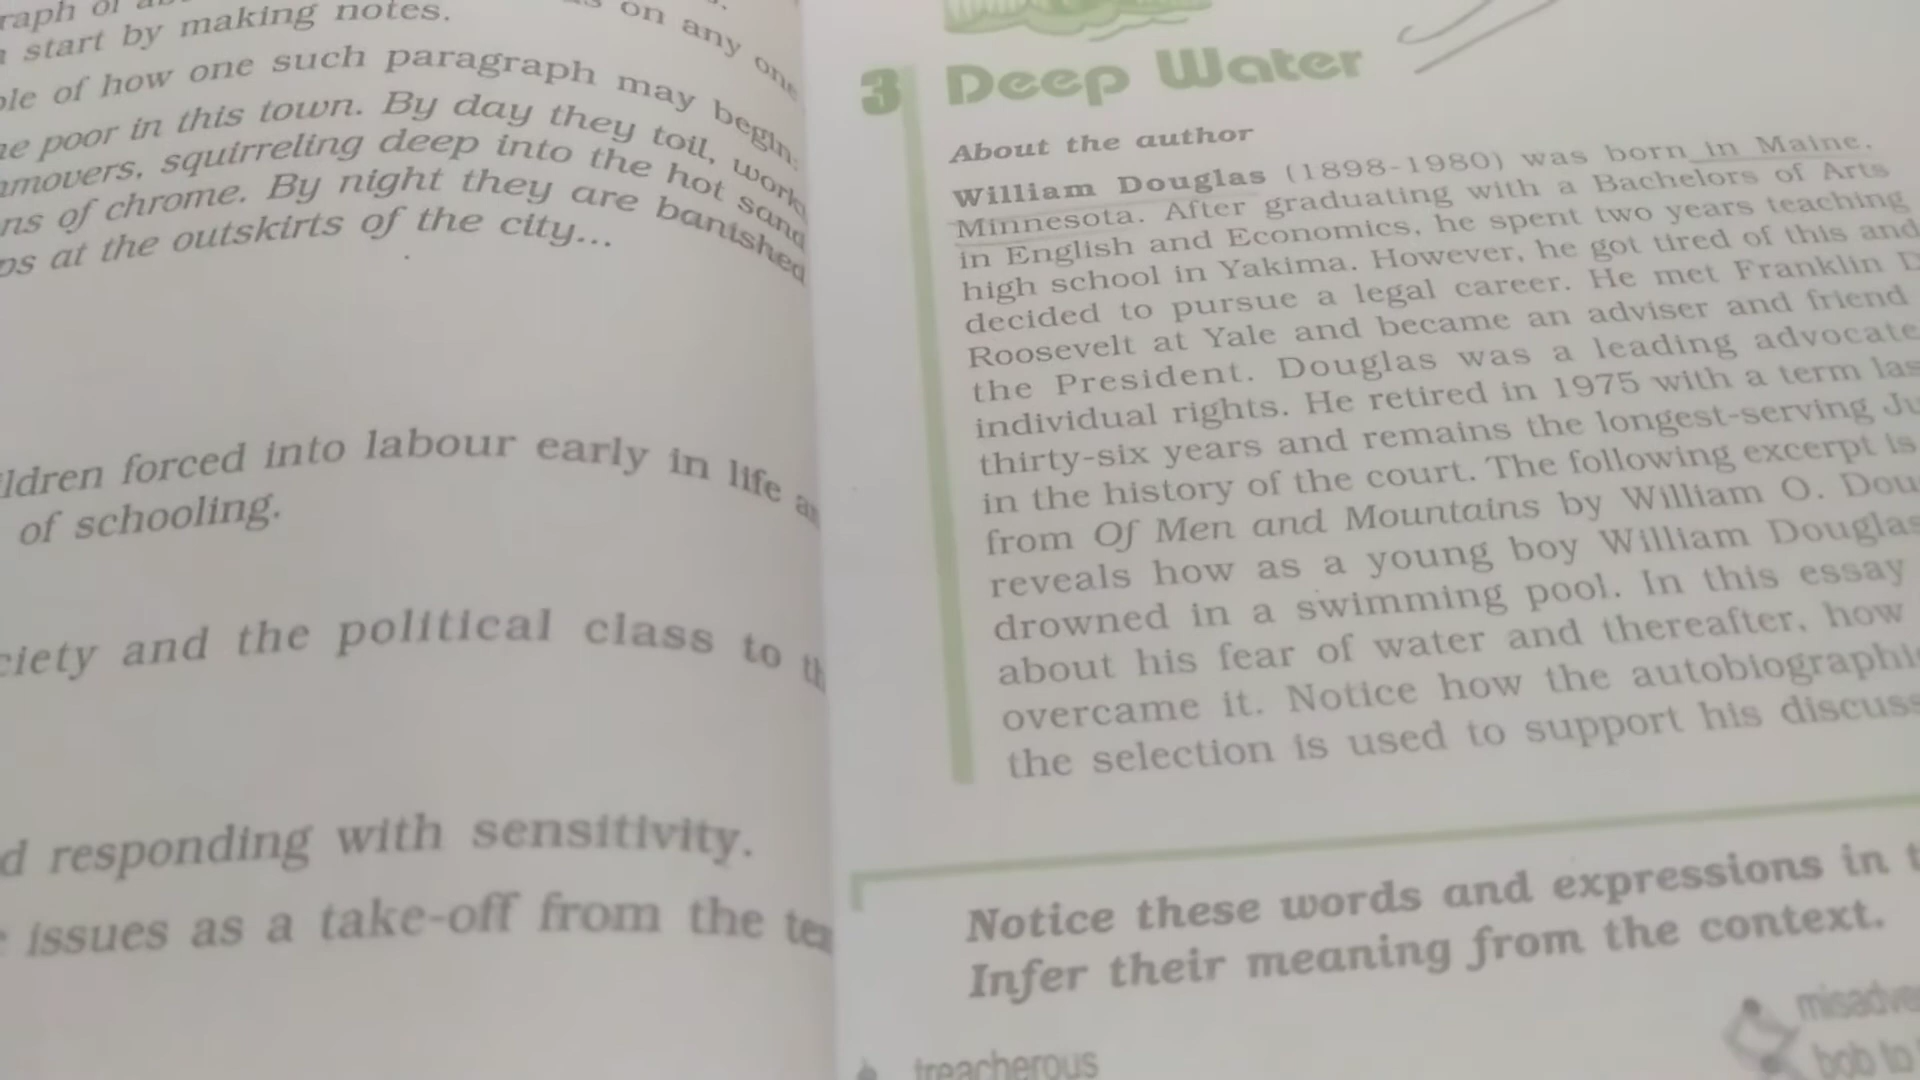 start by making notes.
on any one
of how one such paragraph may begin:
poor in this town. By day they toil, work
squirreling deep into the hot sand
of chrome. By night they are banished
at the outskirts of the city...
forced into labour early in life
of schooling.
and the political class to
responding with sensitivity.
issues as a take-off from the
3 Deep Water
About the author
William Douglas (1898-1980) was born in Maine,
Minnesota. After graduating with a Bachelors of Arts
in English and Economics, he spent two years teaching
high school in Yakima. However, he got tired of this and
decided to pursue a legal career. He met Franklin D
Roosevelt at Yale and became an adviser and friend
the President. Douglas was a leading advocate
individual rights. He retired in 1975 with a term
thirty-six years and remains the longest-serving
in the history of the court. The following excerpt is
from Of Men and Mountains by William O.
reveals how as a young boy William Douglas
drowned in a swimming pool. In this essay
about his fear of water and thereafter, how
overcame it. Notice how the
the selection is used to support his
Notice these words and expressions in
Infer their meaning from the context.
treacherous
bob to